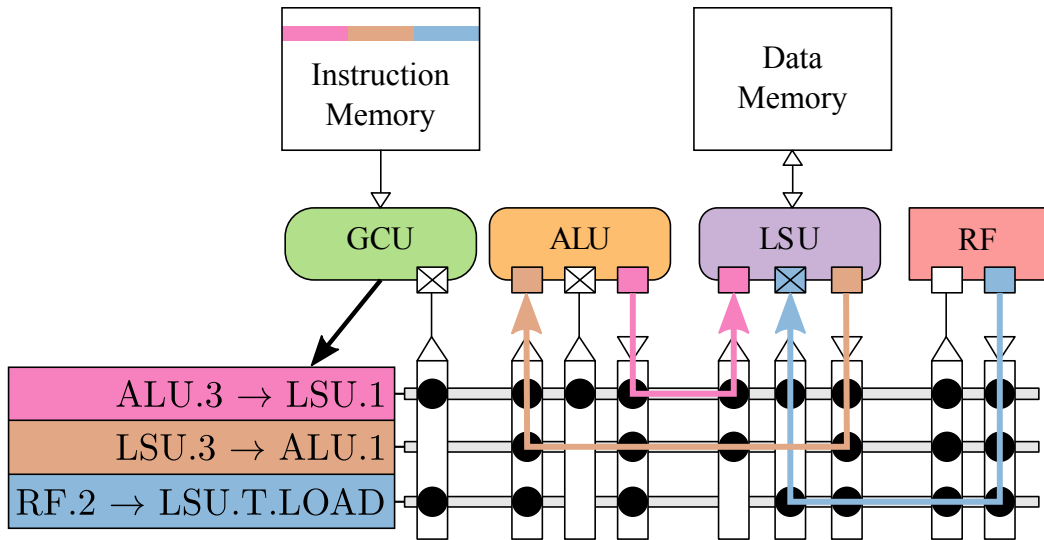 Instruction
Memory
Data
Memory
GCU
ALU
LSU
RF
ALU.3 → LSU.1
LSU.3 → ALU.1
RF.2 → LSU.T.LOAD